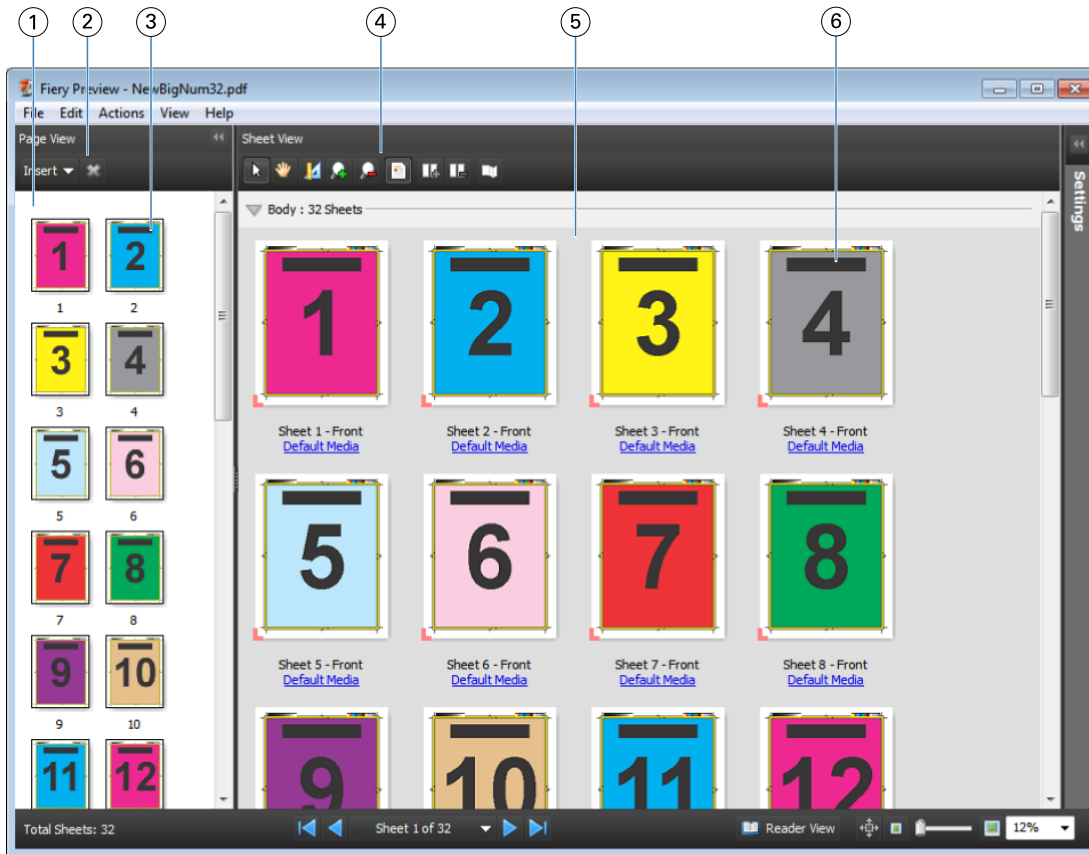 1 2 3 4 5 6
Fiery Preview - NewBigNum32.pdf
File Edit Actions View Help
Page View
Sheet View
Insert
Settings
Body : 32 Sheets
1 2
1 2
3 4
3 4
5 6
5 6
7 8
7 8
9 10
9 10
11 12
1 2 3 4
Sheet 1 - Front Sheet 2 - Front Sheet 3 - Front Sheet 4 - Front
Default Media Default Media Default Media Default Media
5 6 7 8
Sheet 5 - Front Sheet 6 - Front Sheet 7 - Front Sheet 8 - Front
Default Media Default Media Default Media Default Media
9 10 11 12
Total Sheets: 32
Sheet 1 of 32
Reader View
12%